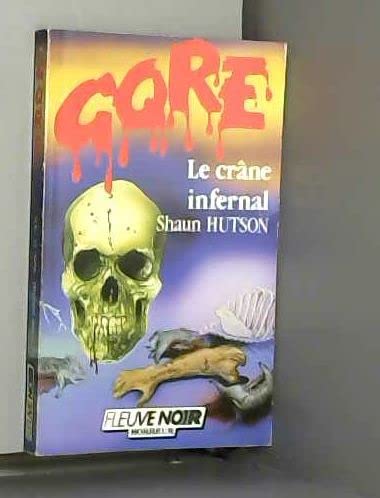 GORE
Le crâne
infernal
Shaun HUTSON
FLEUVE NOIR